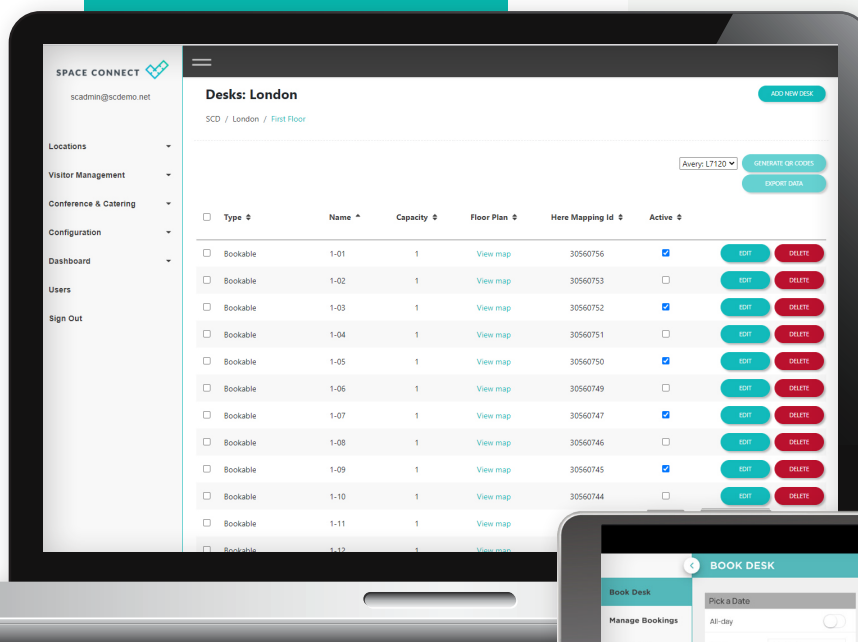 SPACE CONNECT
scadmin@scdemo.net
Locations
Visitor Management
Conference & Catering
Configuration
Dashboard
Users
Sign Out
Desks: London
ADD NEW DESK
SCD / London / First Floor
Avery: L7120
GENERATE QR CODES
EXPORT DATA
Type Name Capacity Floor Plan Here Mapping Id Active
Bookable 1-01 1 View map 30560756 EDIT DELETE
Bookable 1-02 1 View map 30560753 EDIT DELETE
Bookable 1-03 1 View map 30560752 EDIT DELETE
Bookable 1-04 1 View map 30560751 EDIT DELETE
Bookable 1-05 1 View map 30560750 EDIT DELETE
Bookable 1-06 1 View map 30560749 EDIT DELETE
Bookable 1-07 1 View map 30560747 EDIT DELETE
Bookable 1-08 1 View map 30560746 EDIT DELETE
Bookable 1-09 1 View map 30560745 EDIT DELETE
Bookable 1-10 1 View map 30560744 EDIT DELETE
Bookable 1-11 1 View map
Bookable 1-12 1 View map
BOOK DESK
Book Desk
Manage Bookings
Pick a Date
All-day